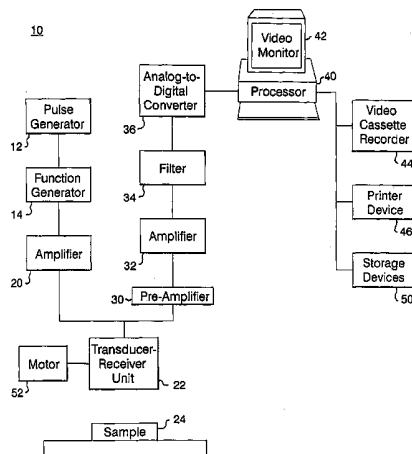 10
Video
Monitor
42
Analog-to-
Digital
Converter
36
Processor
40
Pulse
Generator
12
Video
Cassette
Recorder
44
Function
Generator
14
Filter
34
Printer
Device
46
Amplifier
20
Amplifier
32
Storage
Devices
50
30
Pre-Amplifier
Motor
52
Transducer-
Receiver
Unit
22
Sample
24